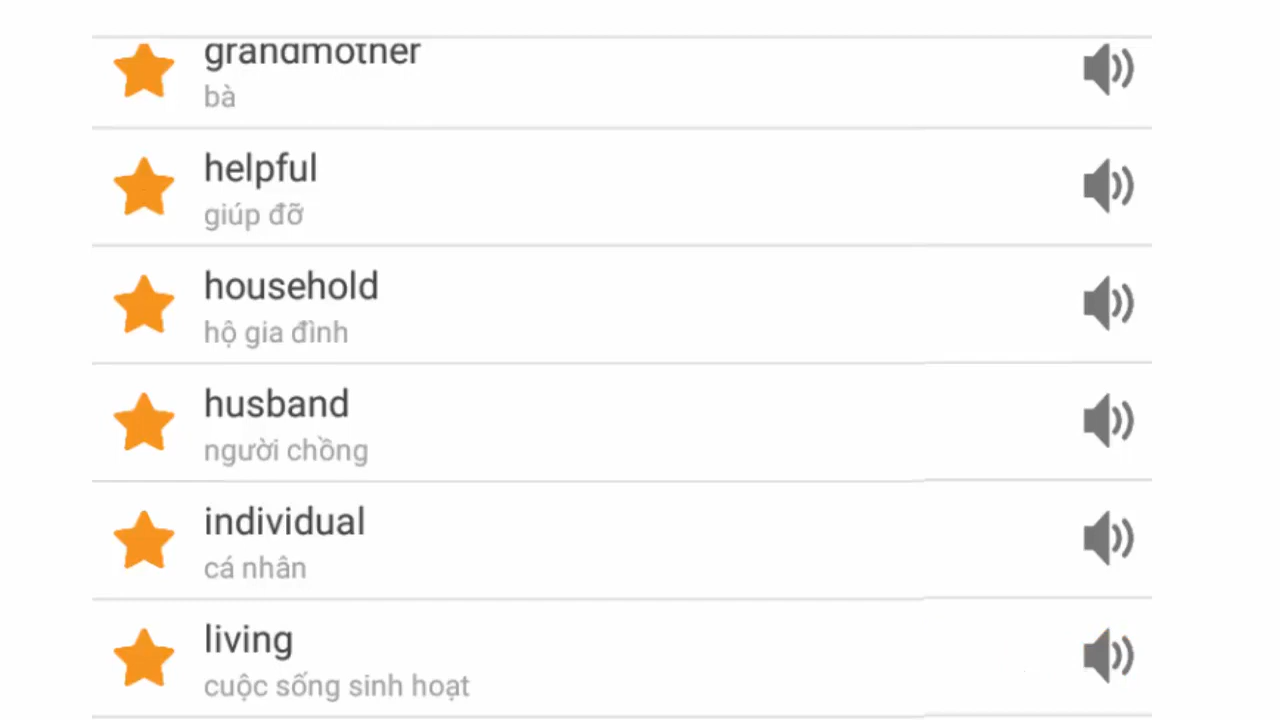 grandmother
bà
helpful
giúp đỡ
household
hộ gia đình
husband
người chồng
individual
cá nhân
living
cuộc sống sinh hoạt